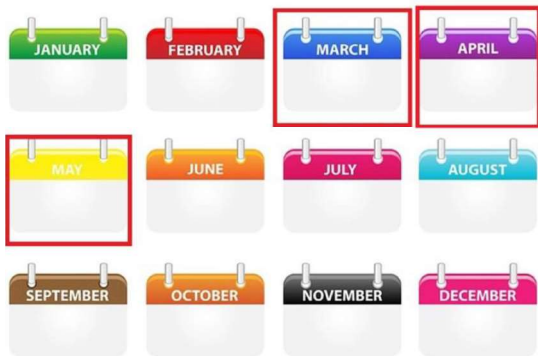 JANUARY
FEBRUARY
MARCH
APRIL
MAY
JUNE
JULY
AUGUST
SEPTEMBER
OCTOBER
NOVEMBER
DECEMBER